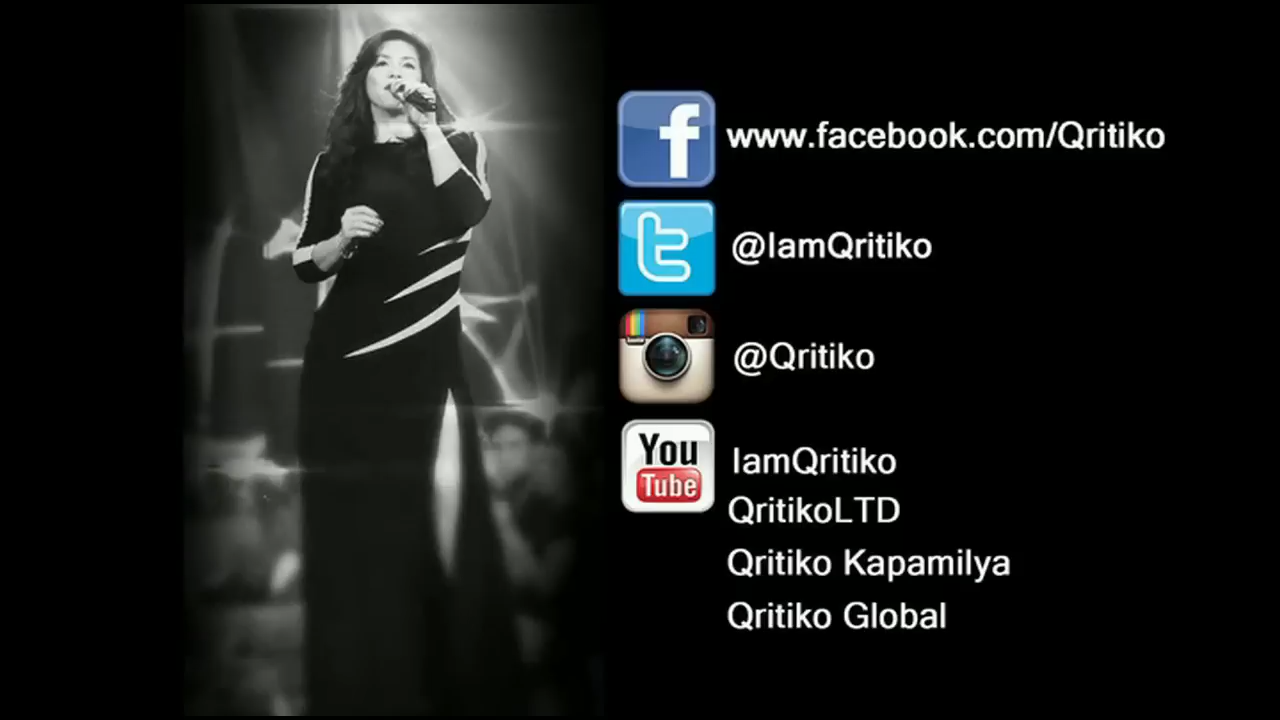 f www.facebook.com/Qritiko
t @IamQritiko
@Qritiko
You
Tube
IamQritiko
QritikoLTD
Qritiko Kapamilya
Qritiko Global